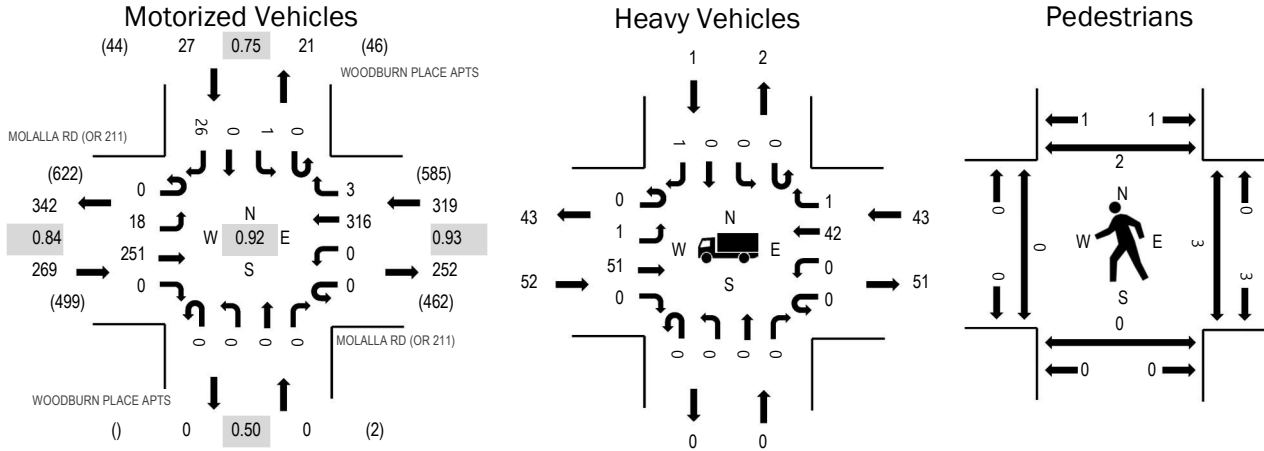 Motorized Vehicles
(44) 27 0.75 21 (46)
WOODBURN PLACE APTS
MOLALLA RD (OR 211)
26 0 1 0
(622) 0 3 (585)
342 18 N 316 319
0.84 W 0.92 E 0.93
269 251 S 0 252
(499) 0 0 (462)
0 0 0 0
MOLALLA RD (OR 211)
WOODBURN PLACE APTS
() 0 0.50 0 (2)
Heavy Vehicles
1 2
1 0 0 0
0 1
43 1 N 42 43
W E
52 51 S 0 51
0 0
0 0 0 0
0 0
Pedestrians
1 1
2
0 N 0
0 W E 3
0 S 3
0
0 0